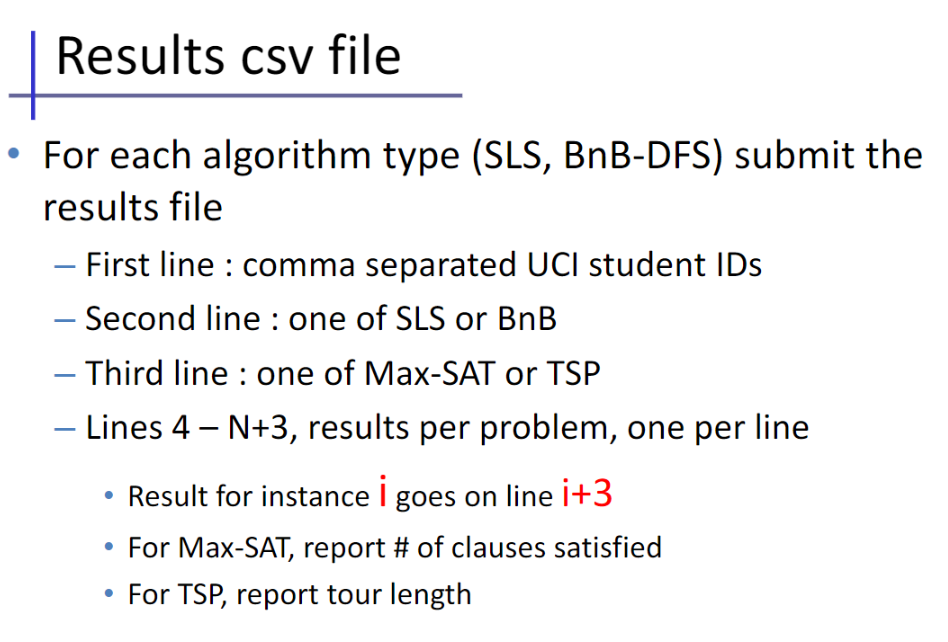 Results csv file
• For each algorithm type (SLS, BnB-DFS) submit the
results file
– First line : comma separated UCI student IDs
– Second line : one of SLS or BnB
– Third line : one of Max-SAT or TSP
– Lines 4 – N+3, results per problem, one per line
• Result for instance i goes on line i+3
• For Max-SAT, report # of clauses satisfied
• For TSP, report tour length